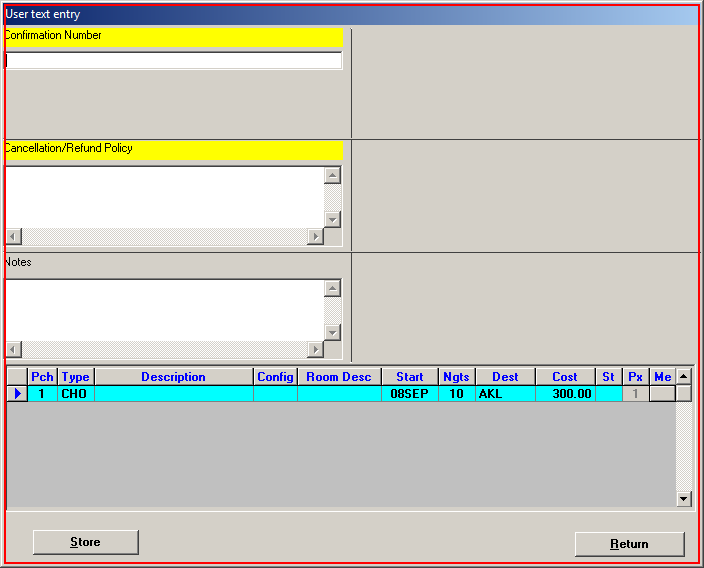 User text entry
Confirmation Number
Cancellation/Refund Policy
Notes
Pch Type Description Config Room Desc Start Ngts Dest Cost St Px Me
1 CHO 08SEP 10 AKL 300.00 1
Store Return